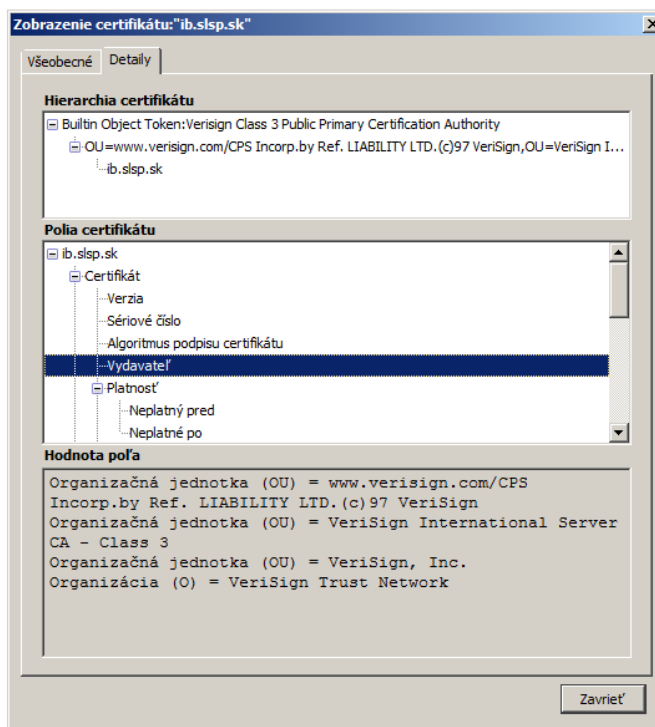 Zobrazenie certifikátu:"ib.slsp.sk"
Všeobecné
Detaily
Hierarchia certifikátu
Builtin Object Token:Verisign Class 3 Public Primary Certification Authority
OU=www.verisign.com/CPS Incorp.by Ref. LIABILITY LTD.(c)97 VeriSign,OU=VeriSign I...
ib.slsp.sk
Polia certifikátu
ib.slsp.sk
Certifikát
Verzia
Sériové číslo
Algoritmus podpisu certifikátu
Vydavateľ
Platnosť
Neplatný pred
Neplatné po
Hodnota poľa
Organizačná jednotka (OU) = www.verisign.com/CPS
Incorp.by Ref. LIABILITY LTD.(c)97 VeriSign
Organizačná jednotka (OU) = VeriSign International Server
CA - Class 3
Organizačná jednotka (OU) = VeriSign, Inc.
Organizácia (O) = VeriSign Trust Network
Zavrieť